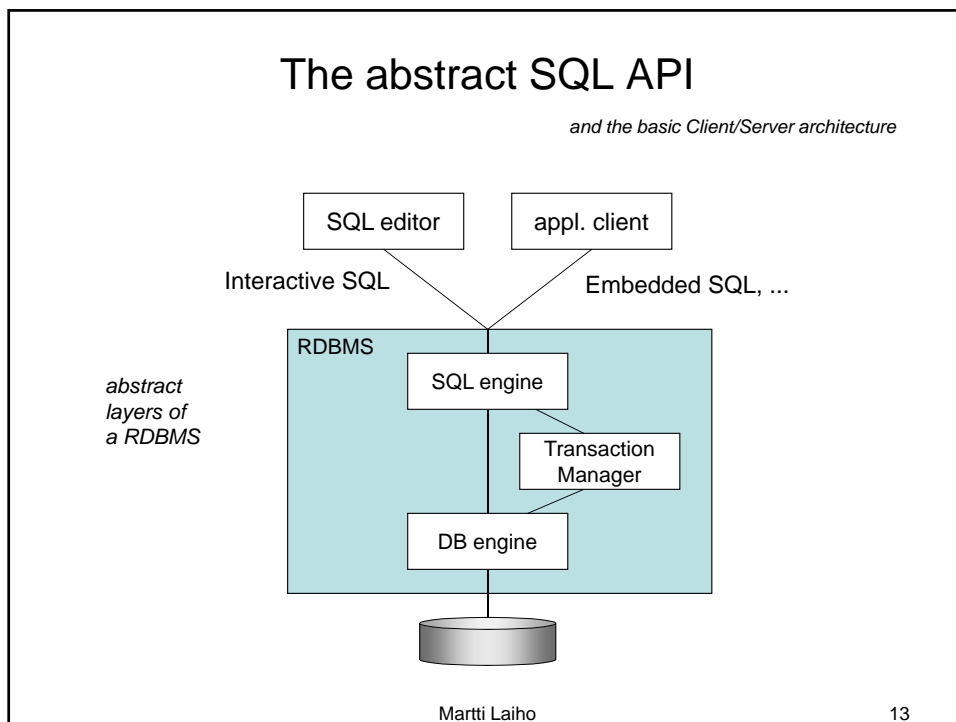 The abstract SQL API
and the basic Client/Server architecture
SQL editor
appl. client
Interactive SQL
Embedded SQL, ...
RDBMS
SQL engine
abstract
layers of
a RDBMS
Transaction
Manager
DB engine
Martti Laiho
13